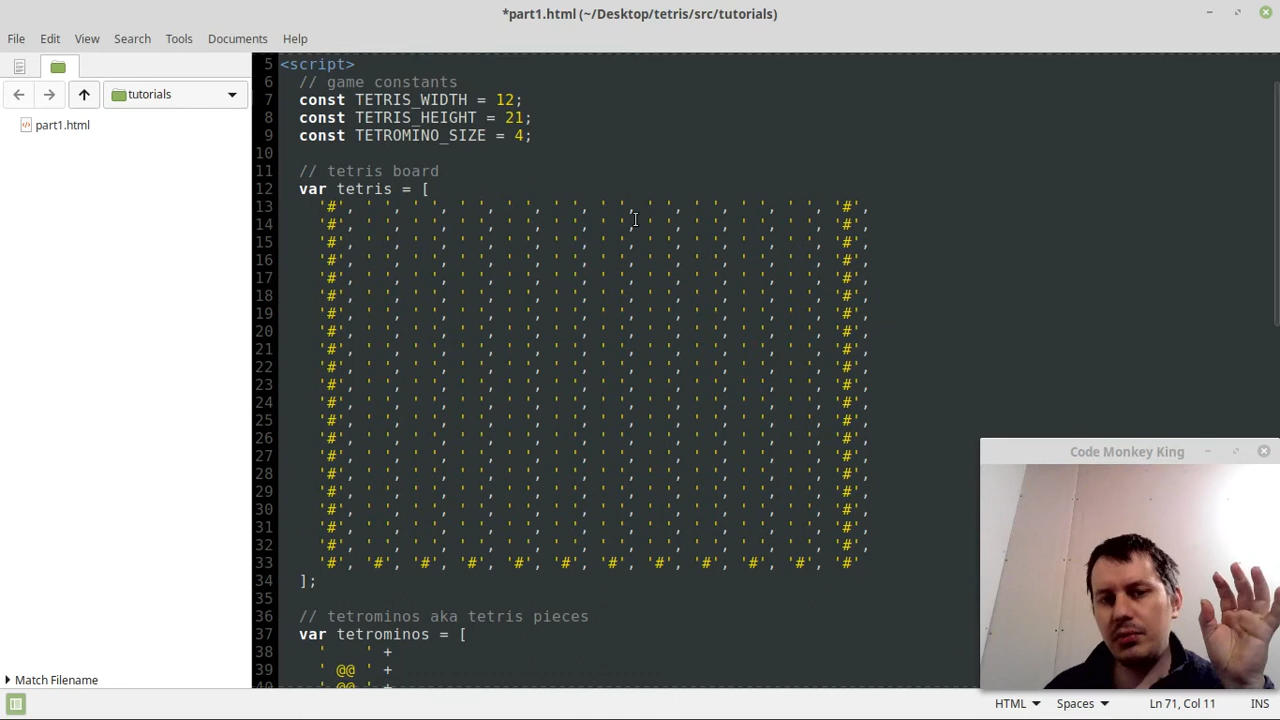 *part1.html (~/Desktop/tetris/src/tutorials)
File Edit View Search Tools Documents Help
tutorials
part1.html
5 <script>
6 // game constants
7 const TETRIS_WIDTH = 12;
8 const TETRIS_HEIGHT = 21;
9 const TETROMINO_SIZE = 4;
10
11 // tetris board
12 var tetris = [
13 '#', ' ', ' ', ' ', ' ', ' ', ' ', ' ', ' ', ' ', ' ', '#',
14 '#', ' ', ' ', ' ', ' ', ' ', ' ', ' ', ' ', ' ', ' ', '#',
15 '#', ' ', ' ', ' ', ' ', ' ', ' ', ' ', ' ', ' ', ' ', '#',
16 '#', ' ', ' ', ' ', ' ', ' ', ' ', ' ', ' ', ' ', ' ', '#',
17 '#', ' ', ' ', ' ', ' ', ' ', ' ', ' ', ' ', ' ', ' ', '#',
18 '#', ' ', ' ', ' ', ' ', ' ', ' ', ' ', ' ', ' ', ' ', '#',
19 '#', ' ', ' ', ' ', ' ', ' ', ' ', ' ', ' ', ' ', ' ', '#',
20 '#', ' ', ' ', ' ', ' ', ' ', ' ', ' ', ' ', ' ', ' ', '#',
21 '#', ' ', ' ', ' ', ' ', ' ', ' ', ' ', ' ', ' ', ' ', '#',
22 '#', ' ', ' ', ' ', ' ', ' ', ' ', ' ', ' ', ' ', ' ', '#',
23 '#', ' ', ' ', ' ', ' ', ' ', ' ', ' ', ' ', ' ', ' ', '#',
24 '#', ' ', ' ', ' ', ' ', ' ', ' ', ' ', ' ', ' ', ' ', '#',
25 '#', ' ', ' ', ' ', ' ', ' ', ' ', ' ', ' ', ' ', ' ', '#',
26 '#', ' ', ' ', ' ', ' ', ' ', ' ', ' ', ' ', ' ', ' ', '#',
27 '#', ' ', ' ', ' ', ' ', ' ', ' ', ' ', ' ', ' ', ' ', '#',
28 '#', ' ', ' ', ' ', ' ', ' ', ' ', ' ', ' ', ' ', ' ', '#',
29 '#', ' ', ' ', ' ', ' ', ' ', ' ', ' ', ' ', ' ', ' ', '#',
30 '#', ' ', ' ', ' ', ' ', ' ', ' ', ' ', ' ', ' ', ' ', '#',
31 '#', ' ', ' ', ' ', ' ', ' ', ' ', ' ', ' ', ' ', ' ', '#',
32 '#', ' ', ' ', ' ', ' ', ' ', ' ', ' ', ' ', ' ', ' ', '#',
33 '#', '#', '#', '#', '#', '#', '#', '#', '#', '#', '#', '#'
34 ];
35
36 // tetrominos aka tetris pieces
37 var tetrominos = [
38 '    ' +
39 ' @@ ' +
40 ' @@ ' +
Code Monkey King
Match Filename
HTML Spaces Ln 71, Col 11 INS